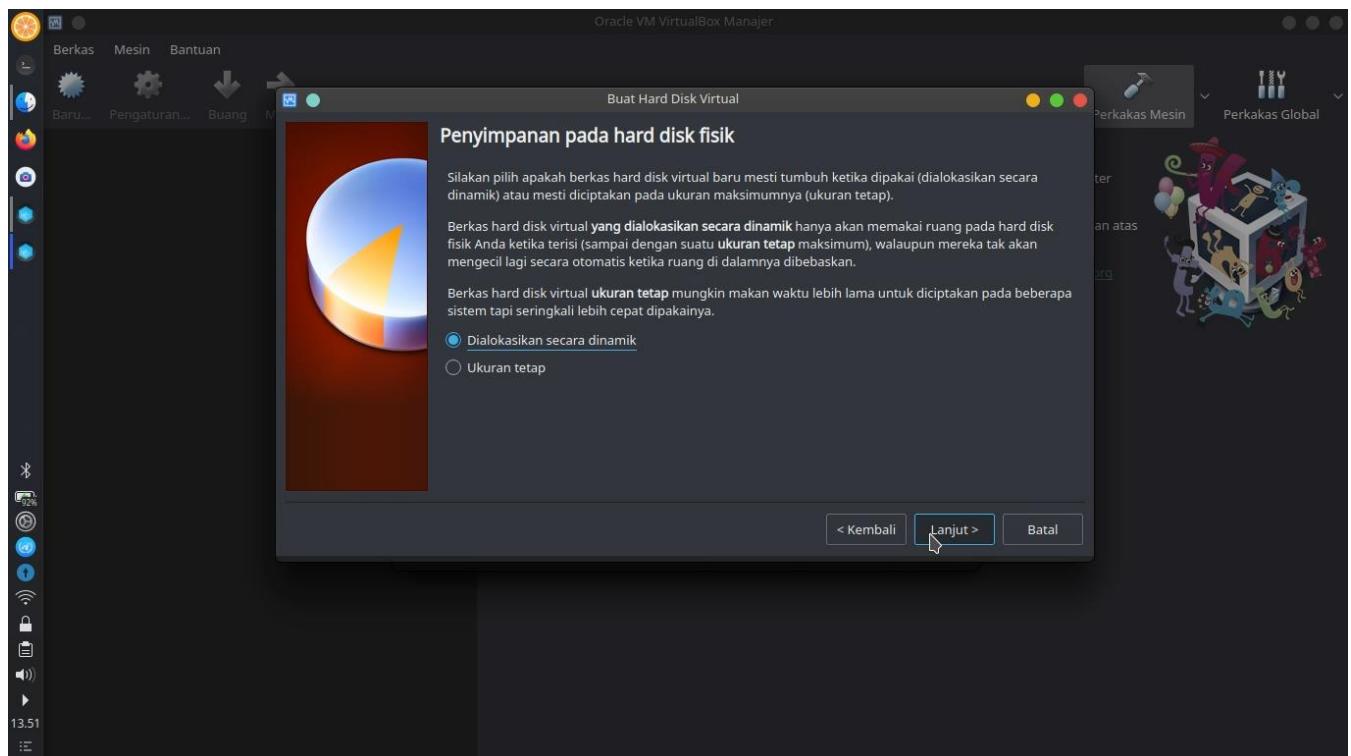 Oracle VM VirtualBox Manajer
Berkas Mesin Bantuan
Baru... Pengaturan... Buang M
Perkakas Mesin Perkakas Global
Buat Hard Disk Virtual
Penyimpanan pada hard disk fisik
Silakan pilih apakah berkas hard disk virtual baru mesti tumbuh ketika dipakai (dialokasikan secara
dinamik) atau mesti diciptakan pada ukuran maksimumnya (ukuran tetap).
Berkas hard disk virtual yang dialokasikan secara dinamik hanya akan memakai ruang pada hard disk
fisik Anda ketika terisi (sampai dengan suatu ukuran tetap maksimum), walaupun mereka tak akan
mengecil lagi secara otomatis ketika ruang di dalamnya dibebaskan.
Berkas hard disk virtual ukuran tetap mungkin makan waktu lebih lama untuk diciptakan pada beberapa
sistem tapi seringkali lebih cepat dipakainya.
Dialokasikan secara dinamik
Ukuran tetap
< Kembali Lanjut > Batal
ter
an atas
org
92%
13.51